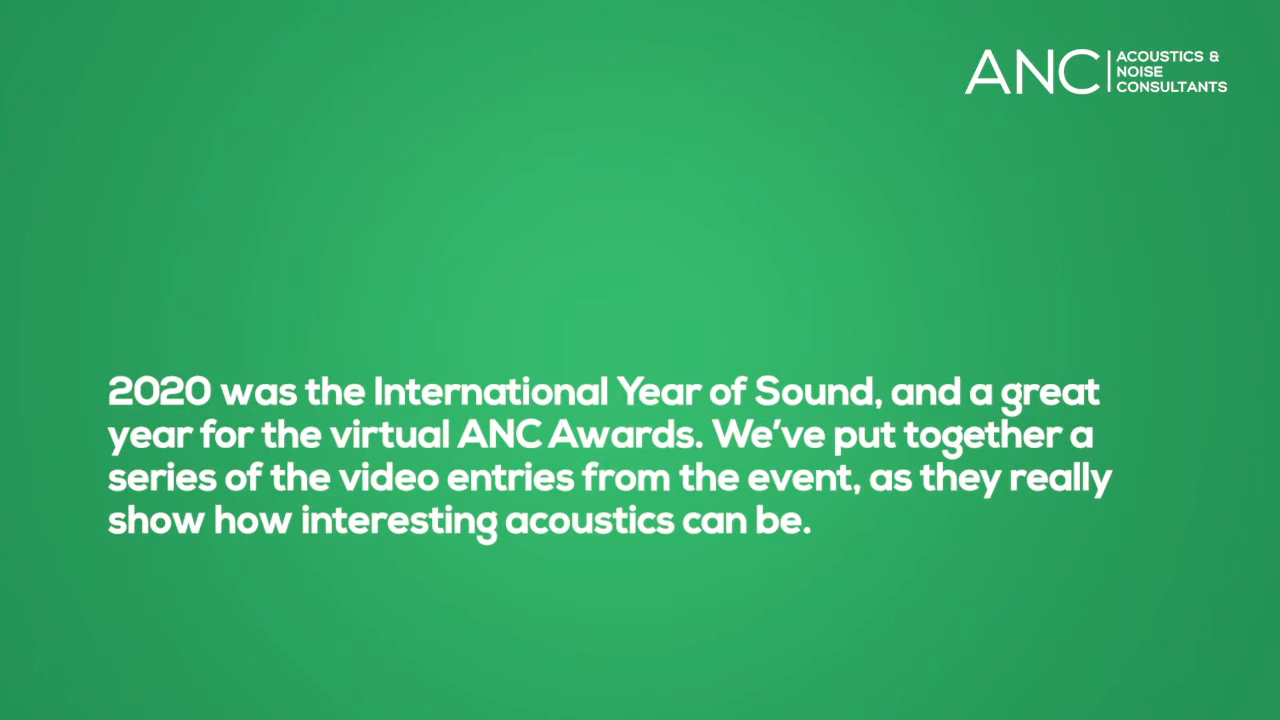 ANC
ACOUSTICS &
NOISE
CONSULTANTS
2020 was the International Year of Sound, and a great
year for the virtual ANC Awards. We’ve put together a
series of the video entries from the event, as they really
show how interesting acoustics can be.